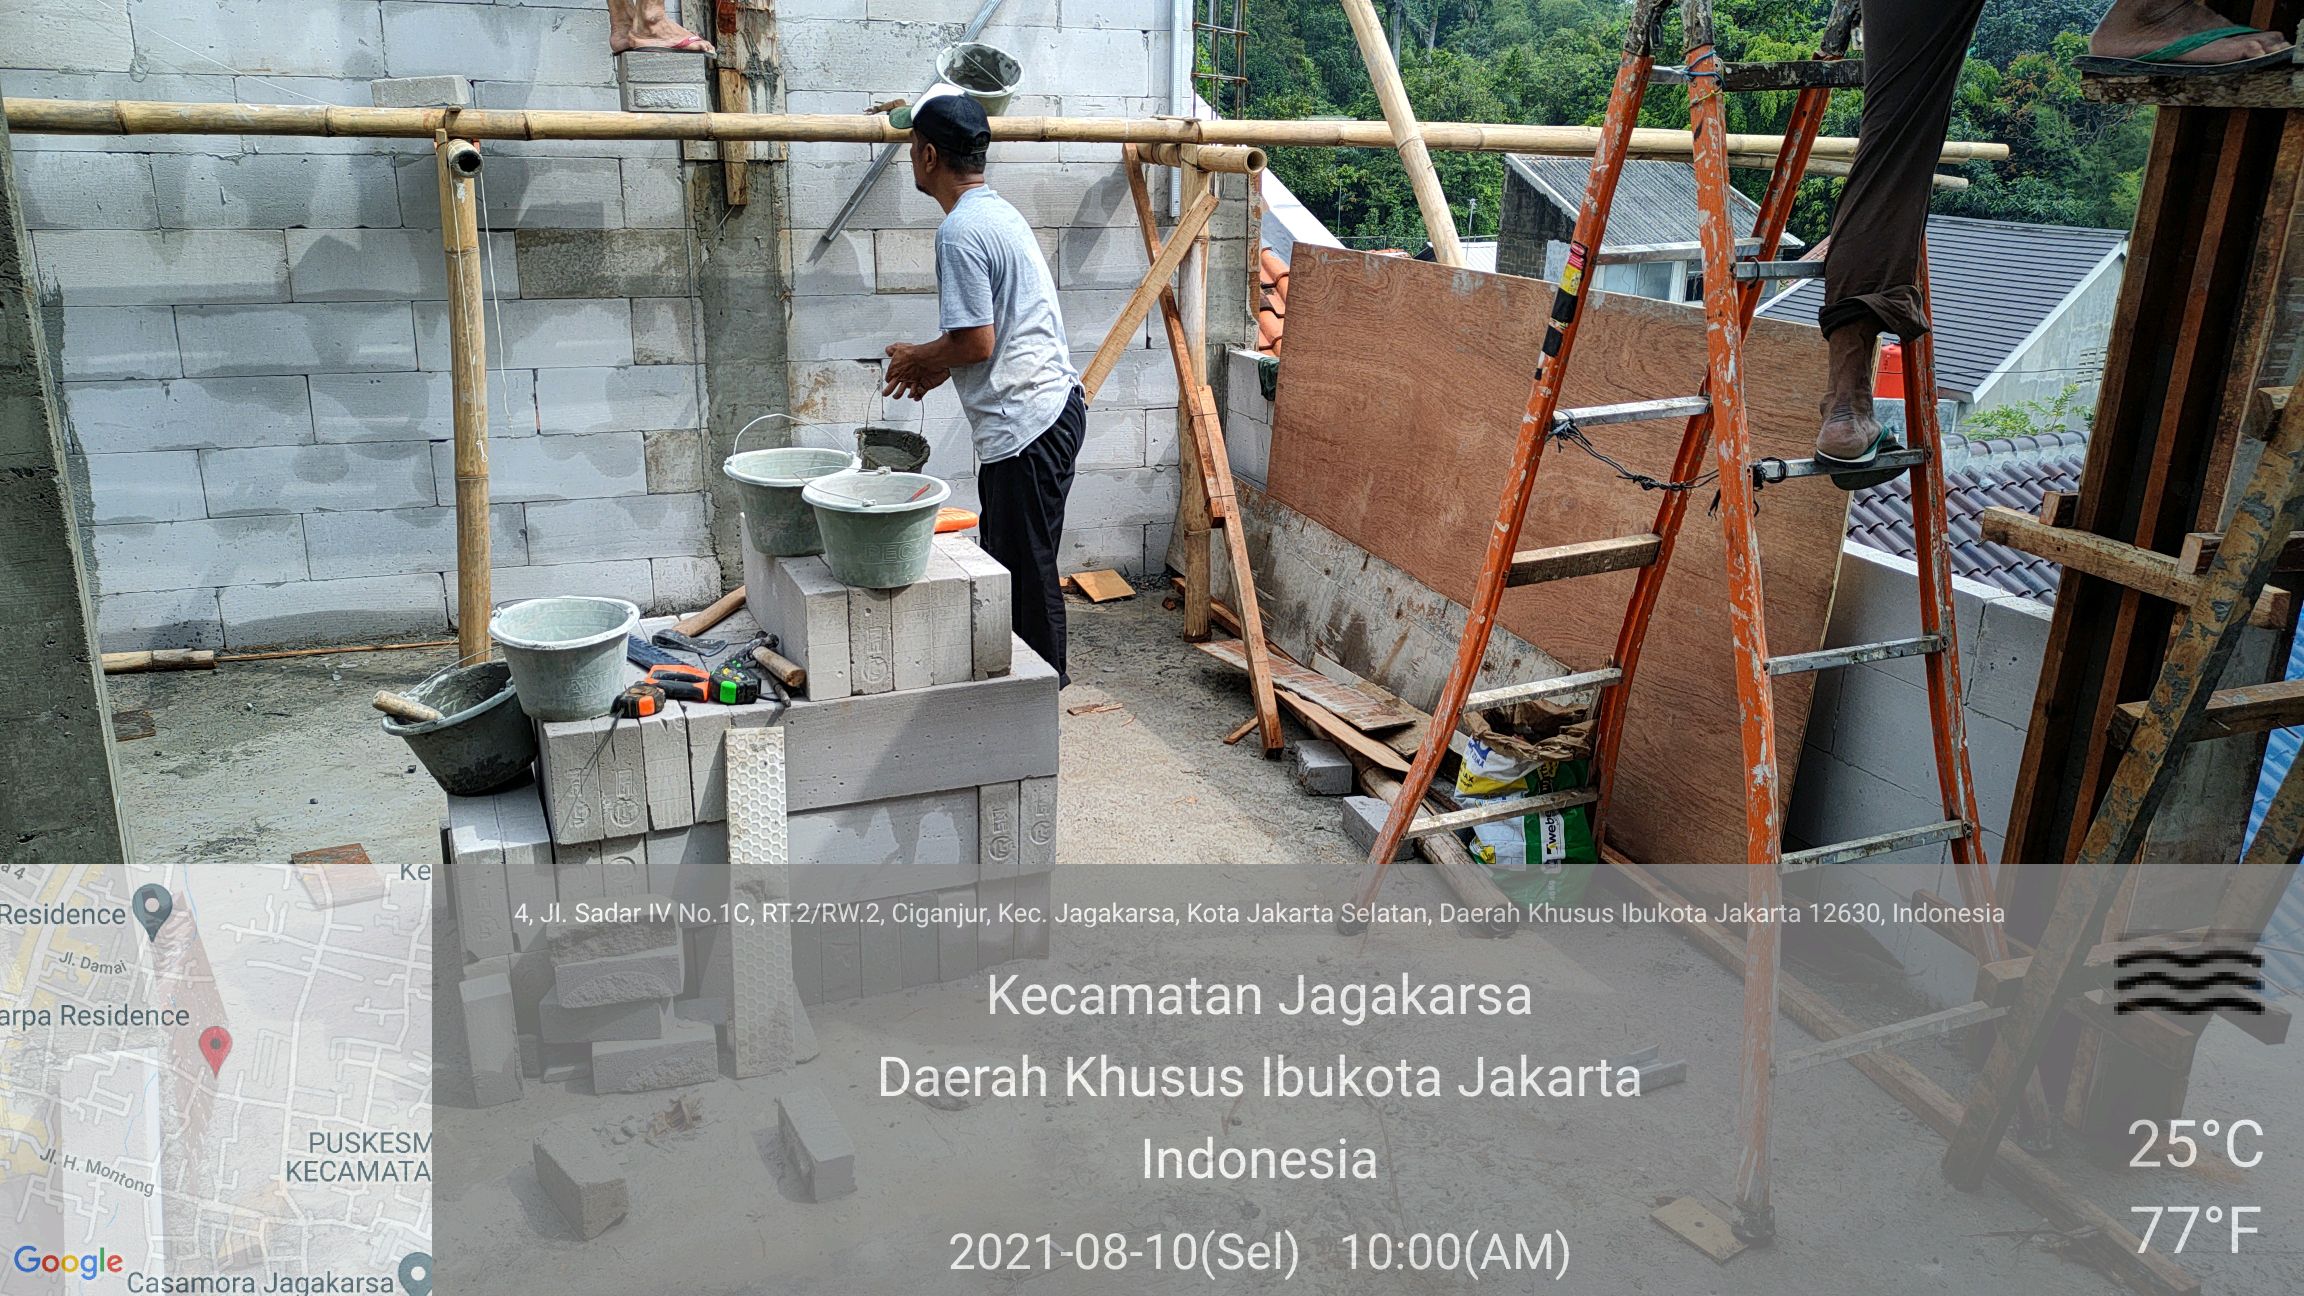 4, Jl. Sadar IV No.1C, RT.2/RW.2, Ciganjur, Kec. Jagakarsa, Kota Jakarta Selatan, Daerah Khusus Ibukota Jakarta 12630, Indonesia
Kecamatan Jagakarsa
Daerah Khusus Ibukota Jakarta
Indonesia
2021-08-10(Sel) 10:00(AM)
25°C
77°F
Ke
Residence
Jl. Damai
arpa Residence
PUSKESM
KECAMATA
Jl. H. Montong
Google
Casamora Jagakarsa